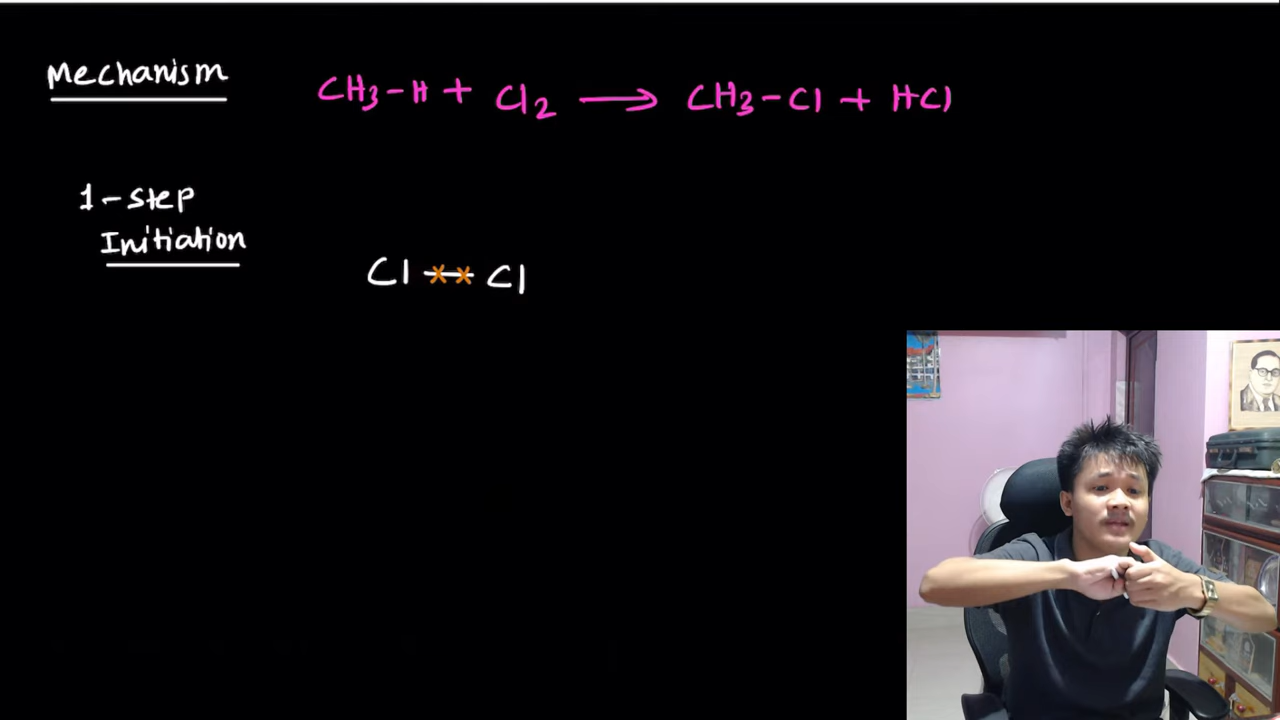 Mechanism
CH3-H + Cl2 ⟶ CH3-Cl + HCl
1-step
Initiation
Cl ×× Cl